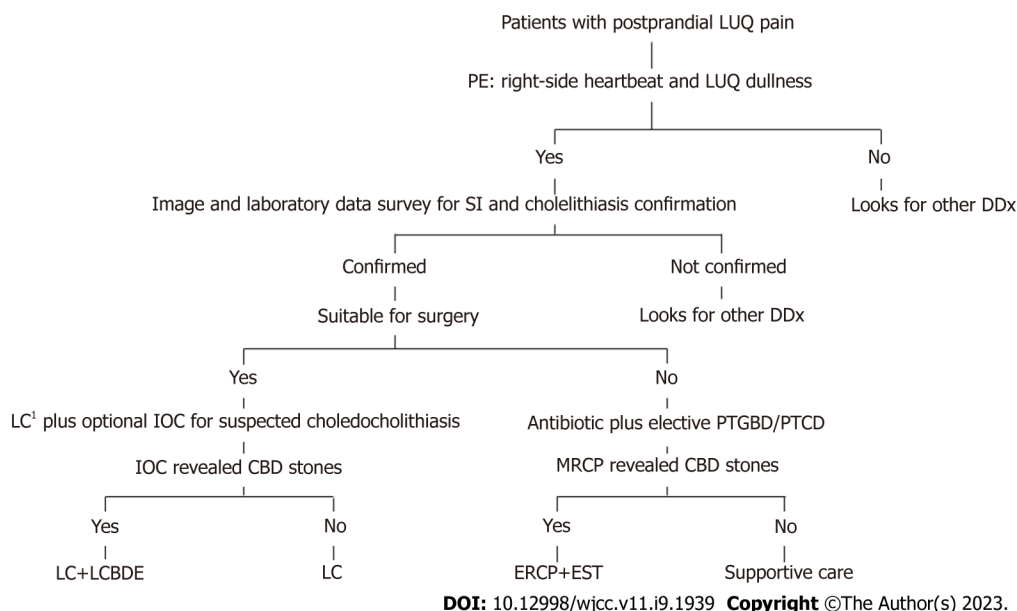 Patients with postprandial LUQ pain
PE: right-side heartbeat and LUQ dullness
Yes
No
Image and laboratory data survey for SI and cholelithiasis confirmation
Looks for other DDx
Confirmed
Not confirmed
Suitable for surgery
Looks for other DDx
Yes
No
LC¹ plus optional IOC for suspected choledocholithiasis
Antibiotic plus elective PTGBD/PTCD
IOC revealed CBD stones
MRCP revealed CBD stones
Yes
No
Yes
No
LC+LCBDE
LC
ERCP+EST
Supportive care
DOI: 10.12998/wjcc.v11.i9.1939 Copyright ©The Author(s) 2023.